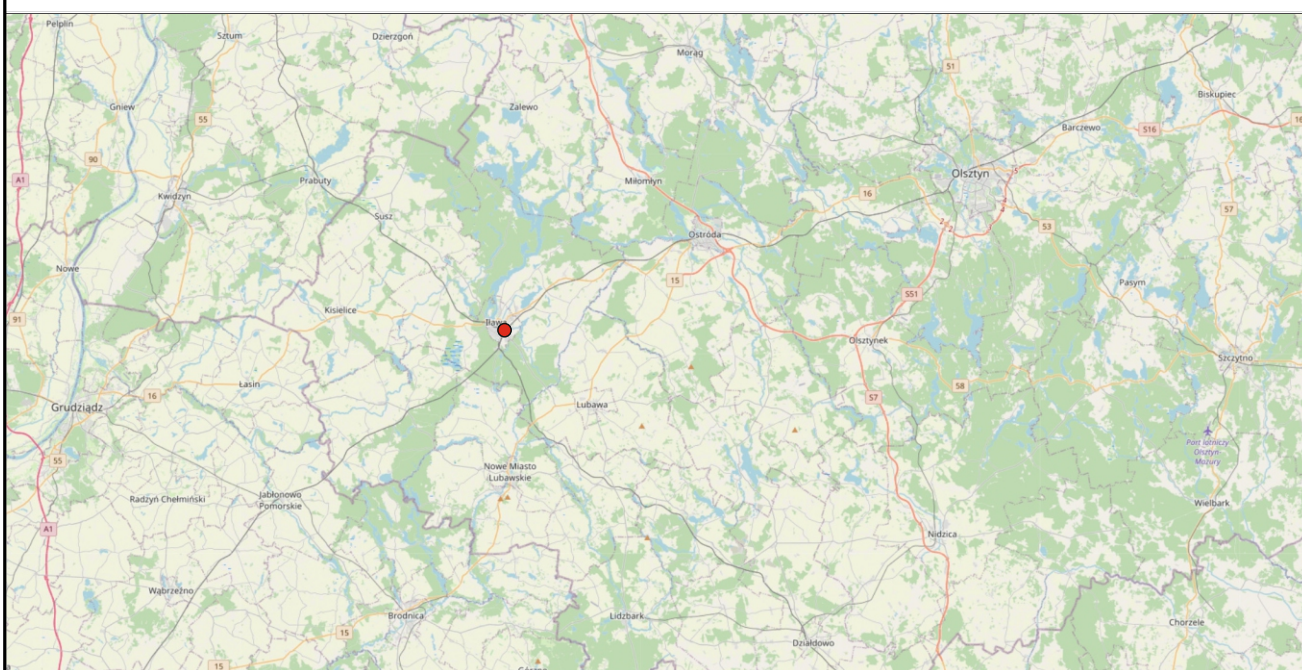 Pelplin
Sztum
Dzierzgoń
Morąg
51
Gniew
55
Zalewo
Biskupiec
16
Barczewo
S16
90
A1
Kwidzyn
Prabuty
Susz
Miłomłyn
16
Olsztyn
57
Ostróda
53
Nowe
15
Pasym
S51
91
Kisielice
Iława
Olsztynek
Szczytno
Łasin
58
16
Grudziądz
Lubawa
S7
55
Port lotniczy
Olsztyn-
Mazury
Nowe Miasto
Lubawskie
Radzyń Chełmiński
Jabłonowo
Pomorskie
Wielbark
A1
Nidzica
Wąbrzeźno
Brodnica
Lidzbark
Chorzele
15
Działdowo
15